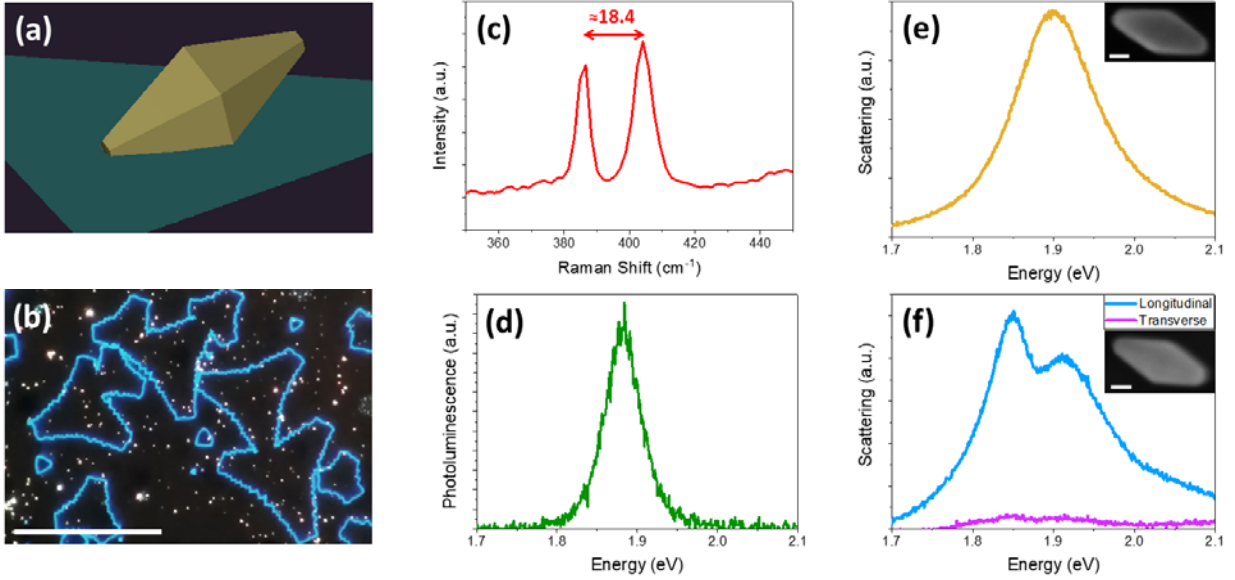 (a)
(b)
(c)
≈18.4
Intensity (a.u.)
360 380 400 420 440
Raman Shift (cm-1)
(d)
Photoluminescence (a.u.)
1.7 1.8 1.9 2.0 2.1
Energy (eV)
(e)
Scattering (a.u.)
1.7 1.8 1.9 2.0 2.1
Energy (eV)
(f)
Longitudinal
Transverse
Scattering (a.u.)
1.7 1.8 1.9 2.0 2.1
Energy (eV)